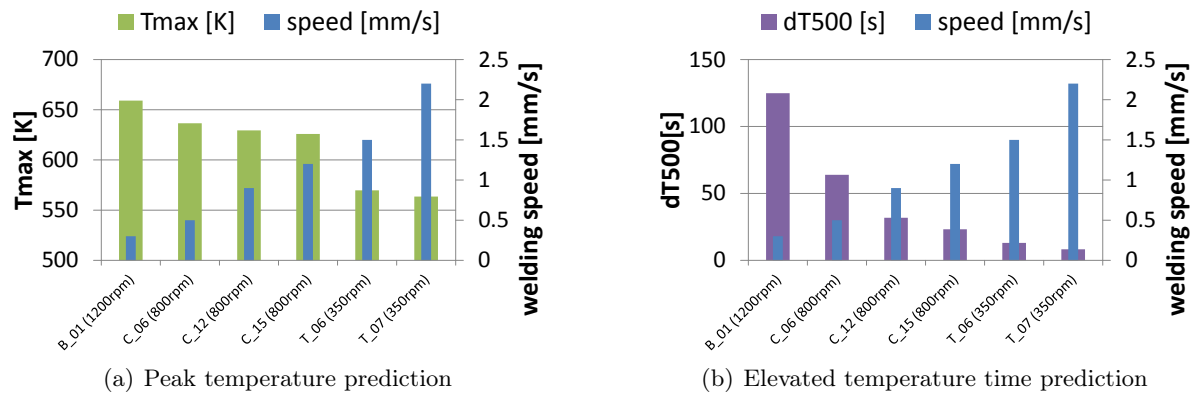 Tmax [K] speed [mm/s]
700
650
600
550
500
Tmax [K]
2.5
2
1.5
1
0.5
0
welding speed [mm/s]
B_01 (1200rpm)
C_06 (800rpm)
C_12 (800rpm)
C_15 (800rpm)
T_06 (350rpm)
T_07 (350rpm)
(a) Peak temperature prediction
dT500 [s] speed [mm/s]
150
100
50
0
dT500[s]
2.5
2
1.5
1
0.5
0
welding speed [mm/s]
B_01 (1200rpm)
C_06 (800rpm)
C_12 (800rpm)
C_15 (800rpm)
T_06 (350rpm)
T_07 (350rpm)
(b) Elevated temperature time prediction